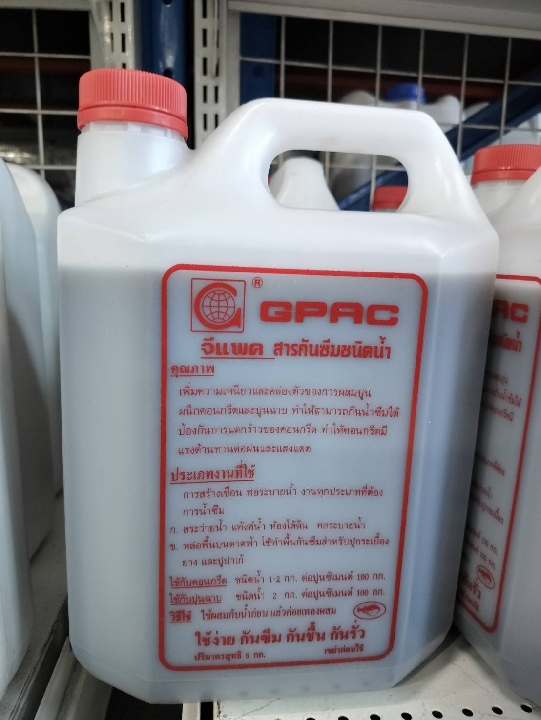 ® GPAC
จีแพค สารกันซึมชนิดน้ำ
คุณภาพ
เพิ่มความเหนียวและคล่องตัวของการผสมปูน
ผนึกคอนกรีตและปูนฉาบ ทำให้สามารถกันน้ำซึมได้
ป้องกันการแตกร้าวของคอนกรีต ทำให้คอนกรีตมี
แรงต้านทานต่อฝนและแสงแดด
ประเภทงานที่ใช้
การสร้างเขื่อน ท่อระบายน้ำ งานทุกประเภทที่ต้อง
การน้ำซึม
ก. สระว่ายน้ำ แท้งค์น้ำ ห้องใต้ดิน ท่อระบายน้ำ
ข. หล่อพื้นบนดาดฟ้า ใช้ทำพื้นกันซึมสำหรับปูกระเบื้อง
ยาง และปูปาเก้
ใช้กับคอนกรีต ชนิดน้ำ 1-2 กก. ต่อปูนซิเมนต์ 100 กก.
ใช้กับปูนฉาบ ชนิดน้ำ 2 กก. ต่อปูนซิเมนต์ 100 กก.
วิธีใช้ ใช้ผสมกับน้ำก่อน แล้วค่อยเทลงผสม
ใช้ง่าย กันซึม กันชื้น กันรั่ว
ปริมาตรสุทธิ 5 กก. เขย่าก่อนใช้